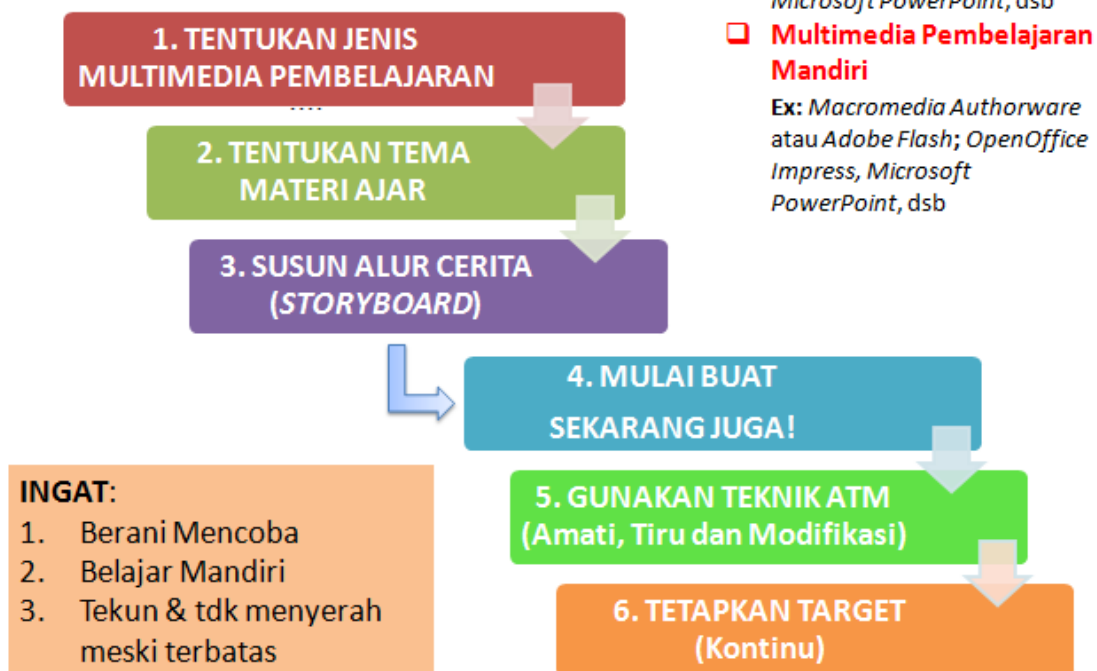 Microsoft PowerPoint, dsb
❑ Multimedia Pembelajaran
Mandiri
Ex: Macromedia Authorware
atau Adobe Flash; OpenOffice
Impress, Microsoft
PowerPoint, dsb
1. TENTUKAN JENIS
MULTIMEDIA PEMBELAJARAN
....
2. TENTUKAN TEMA
MATERI AJAR
3. SUSUN ALUR CERITA
(STORYBOARD)
4. MULAI BUAT
SEKARANG JUGA!
5. GUNAKAN TEKNIK ATM
(Amati, Tiru dan Modifikasi)
6. TETAPKAN TARGET
(Kontinu)
INGAT:
1. Berani Mencoba
2. Belajar Mandiri
3. Tekun & tdk menyerah
meski terbatas